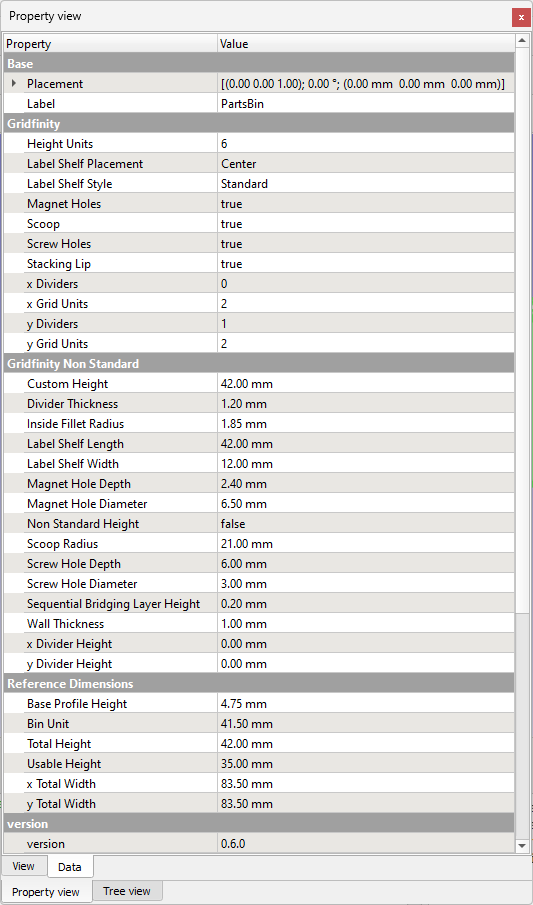 Property view
Property Value
Base
Placement [(0.00 0.00 1.00); 0.00 °; (0.00 mm  0.00 mm  0.00 mm)]
Label PartsBin
Gridfinity
Height Units 6
Label Shelf Placement Center
Label Shelf Style Standard
Magnet Holes true
Scoop true
Screw Holes true
Stacking Lip true
x Dividers 0
x Grid Units 2
y Dividers 1
y Grid Units 2
Gridfinity Non Standard
Custom Height 42.00 mm
Divider Thickness 1.20 mm
Inside Fillet Radius 1.85 mm
Label Shelf Length 42.00 mm
Label Shelf Width 12.00 mm
Magnet Hole Depth 2.40 mm
Magnet Hole Diameter 6.50 mm
Non Standard Height false
Scoop Radius 21.00 mm
Screw Hole Depth 6.00 mm
Screw Hole Diameter 3.00 mm
Sequential Bridging Layer Height 0.20 mm
Wall Thickness 1.00 mm
x Divider Height 0.00 mm
y Divider Height 0.00 mm
Reference Dimensions
Base Profile Height 4.75 mm
Bin Unit 41.50 mm
Total Height 42.00 mm
Usable Height 35.00 mm
x Total Width 83.50 mm
y Total Width 83.50 mm
version
version 0.6.0
View Data
Property view Tree view